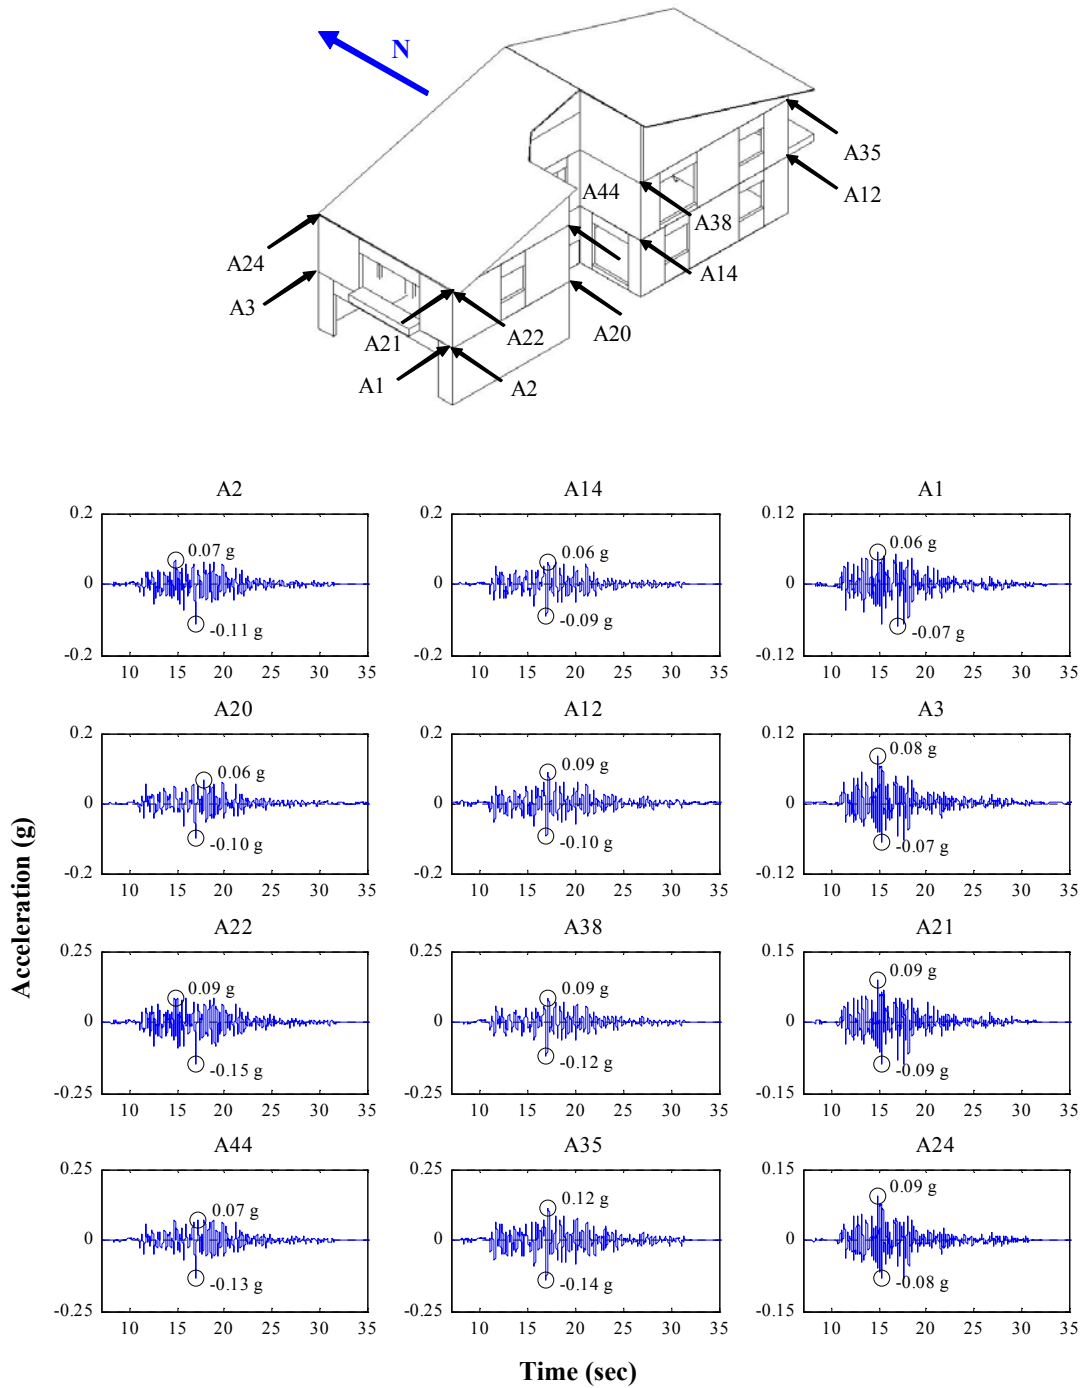 N
A35
A44
A12
A38
A24
A14
A3
A20
A21
A22
A1
A2
A2 A14 A1
0.2 0.2 0.12
0.07 g 0.06 g 0.06 g
0 0 0
-0.11 g -0.09 g -0.07 g
-0.2 -0.2 -0.12
10 15 20 25 30 35 10 15 20 25 30 35 10 15 20 25 30 35
A20 A12 A3
0.2 0.2 0.12
0.06 g 0.09 g 0.08 g
0 0 0
-0.10 g -0.10 g -0.07 g
-0.2 -0.2 -0.12
10 15 20 25 30 35 10 15 20 25 30 35 10 15 20 25 30 35
Acceleration (g)
A22 A38 A21
0.25 0.25 0.15
0.09 g 0.09 g 0.09 g
0 0 0
-0.15 g -0.12 g -0.09 g
-0.25 -0.25 -0.15
10 15 20 25 30 35 10 15 20 25 30 35 10 15 20 25 30 35
A44 A35 A24
0.25 0.25 0.15
0.07 g 0.12 g 0.09 g
0 0 0
-0.13 g -0.14 g -0.08 g
-0.25 -0.25 -0.15
10 15 20 25 30 35 10 15 20 25 30 35 10 15 20 25 30 35
Time (sec)